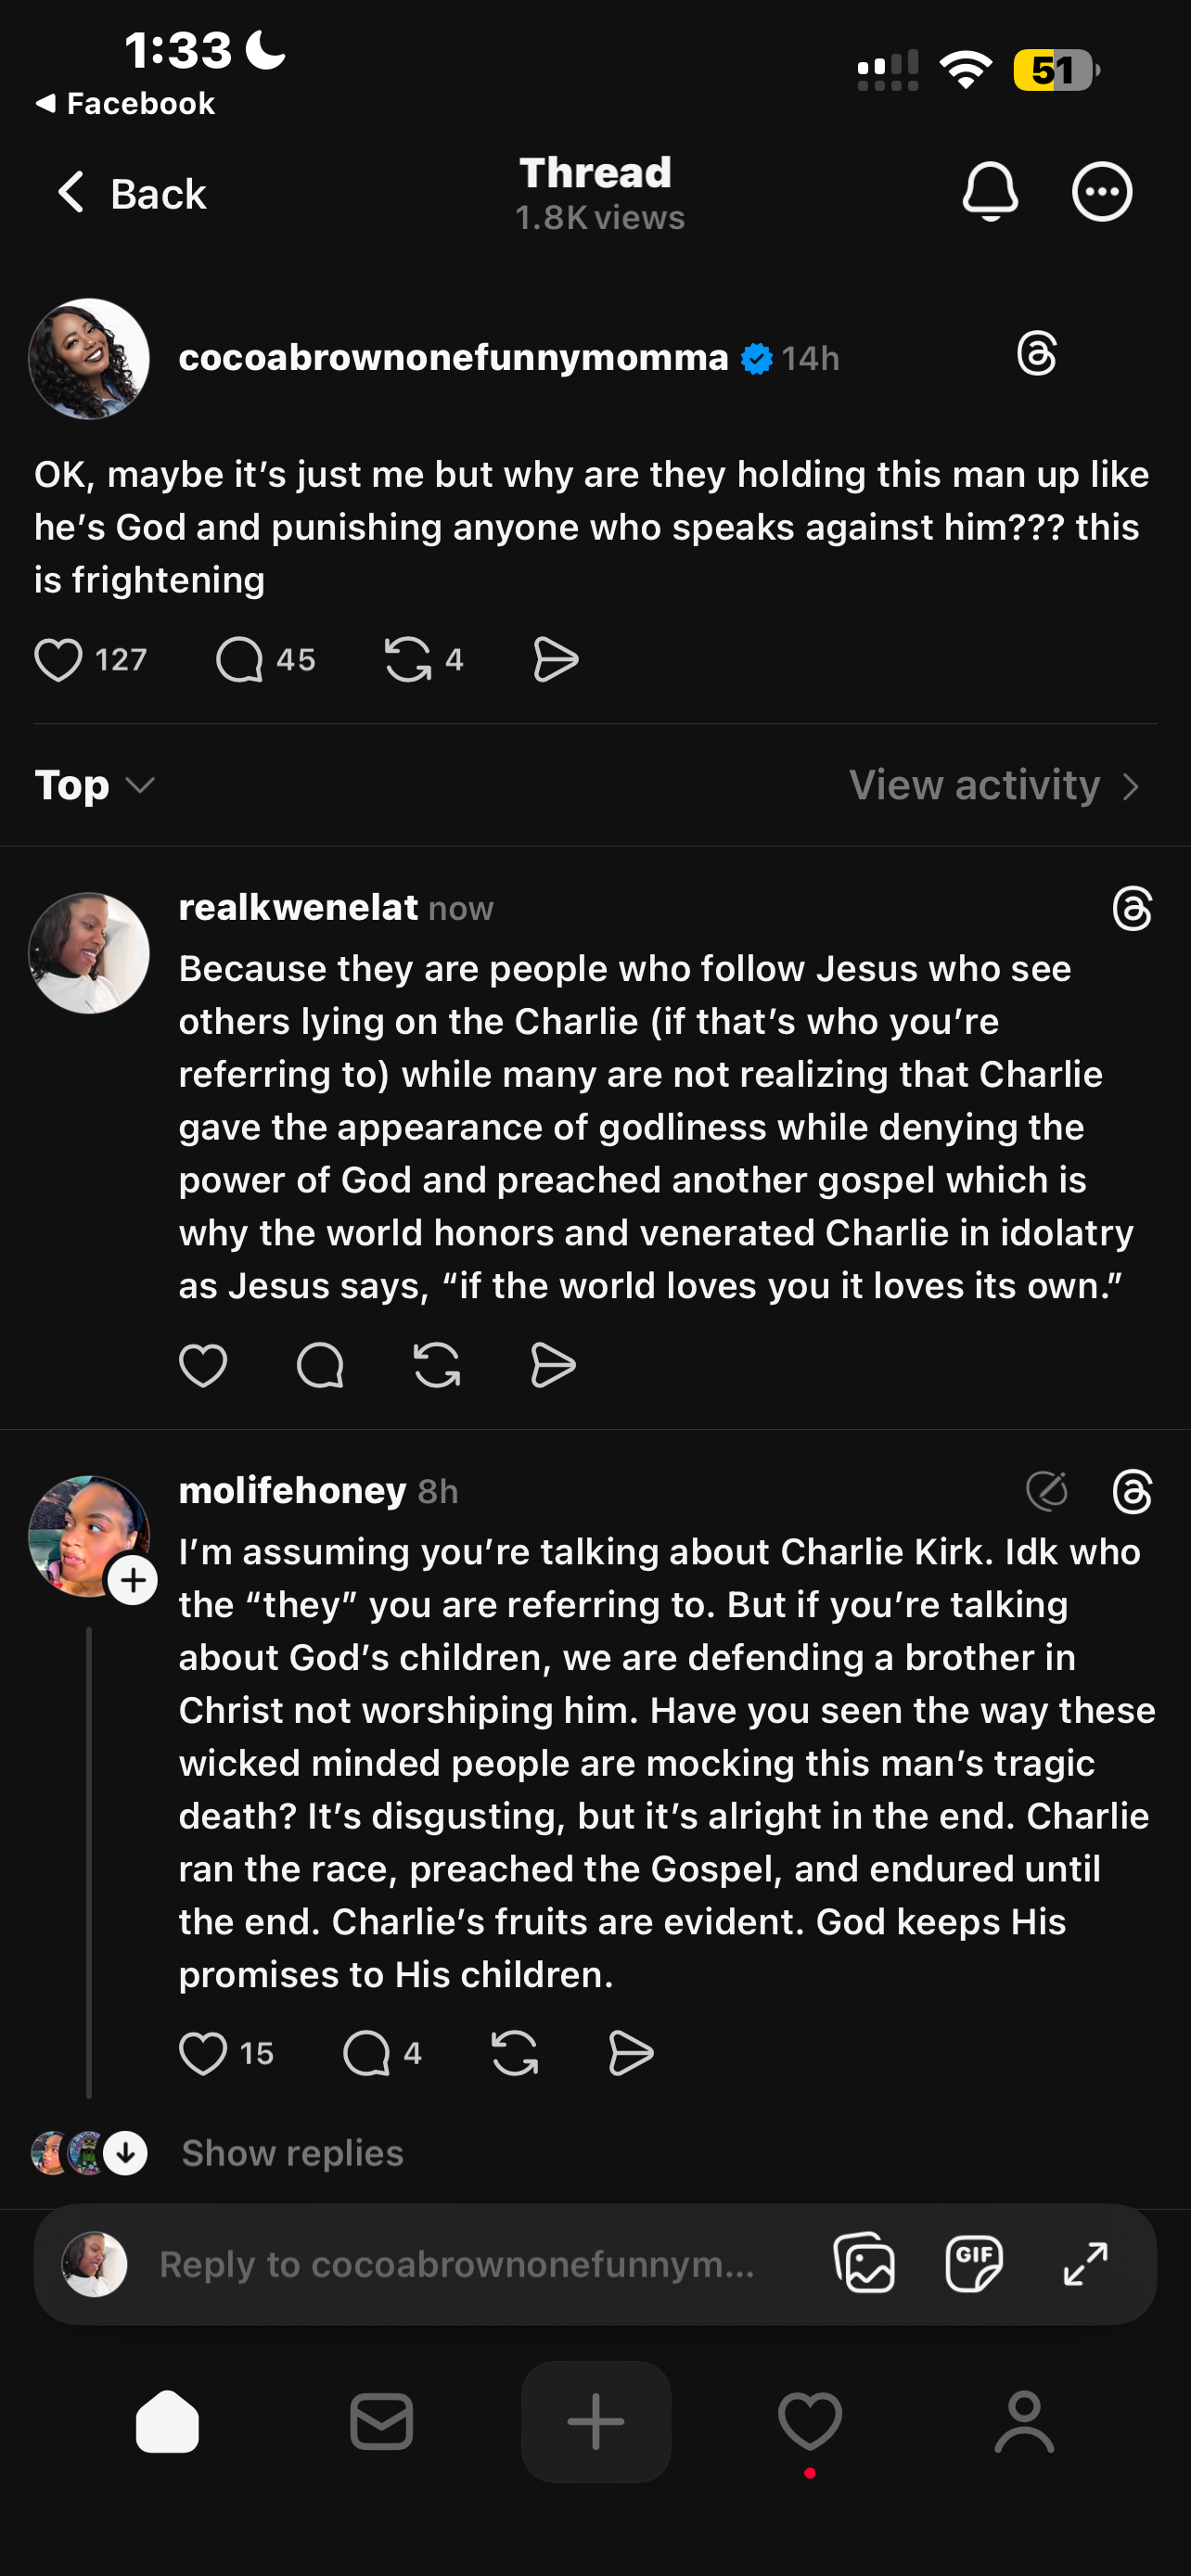 1:33
51
Facebook
Back
Thread
1.8K views
cocoabrownonefunnymomma 14h
OK, maybe it’s just me but why are they holding this man up like
he’s God and punishing anyone who speaks against him??? this
is frightening
127 45 4
Top
View activity
realkwenelat now
Because they are people who follow Jesus who see
others lying on the Charlie (if that’s who you’re
referring to) while many are not realizing that Charlie
gave the appearance of godliness while denying the
power of God and preached another gospel which is
why the world honors and venerated Charlie in idolatry
as Jesus says, “if the world loves you it loves its own.”
molifehoney 8h
I’m assuming you’re talking about Charlie Kirk. Idk who
the “they” you are referring to. But if you’re talking
about God’s children, we are defending a brother in
Christ not worshiping him. Have you seen the way these
wicked minded people are mocking this man’s tragic
death? It’s disgusting, but it’s alright in the end. Charlie
ran the race, preached the Gospel, and endured until
the end. Charlie’s fruits are evident. God keeps His
promises to His children.
15 4
Show replies
Reply to cocoabrownonefunnym...
GIF